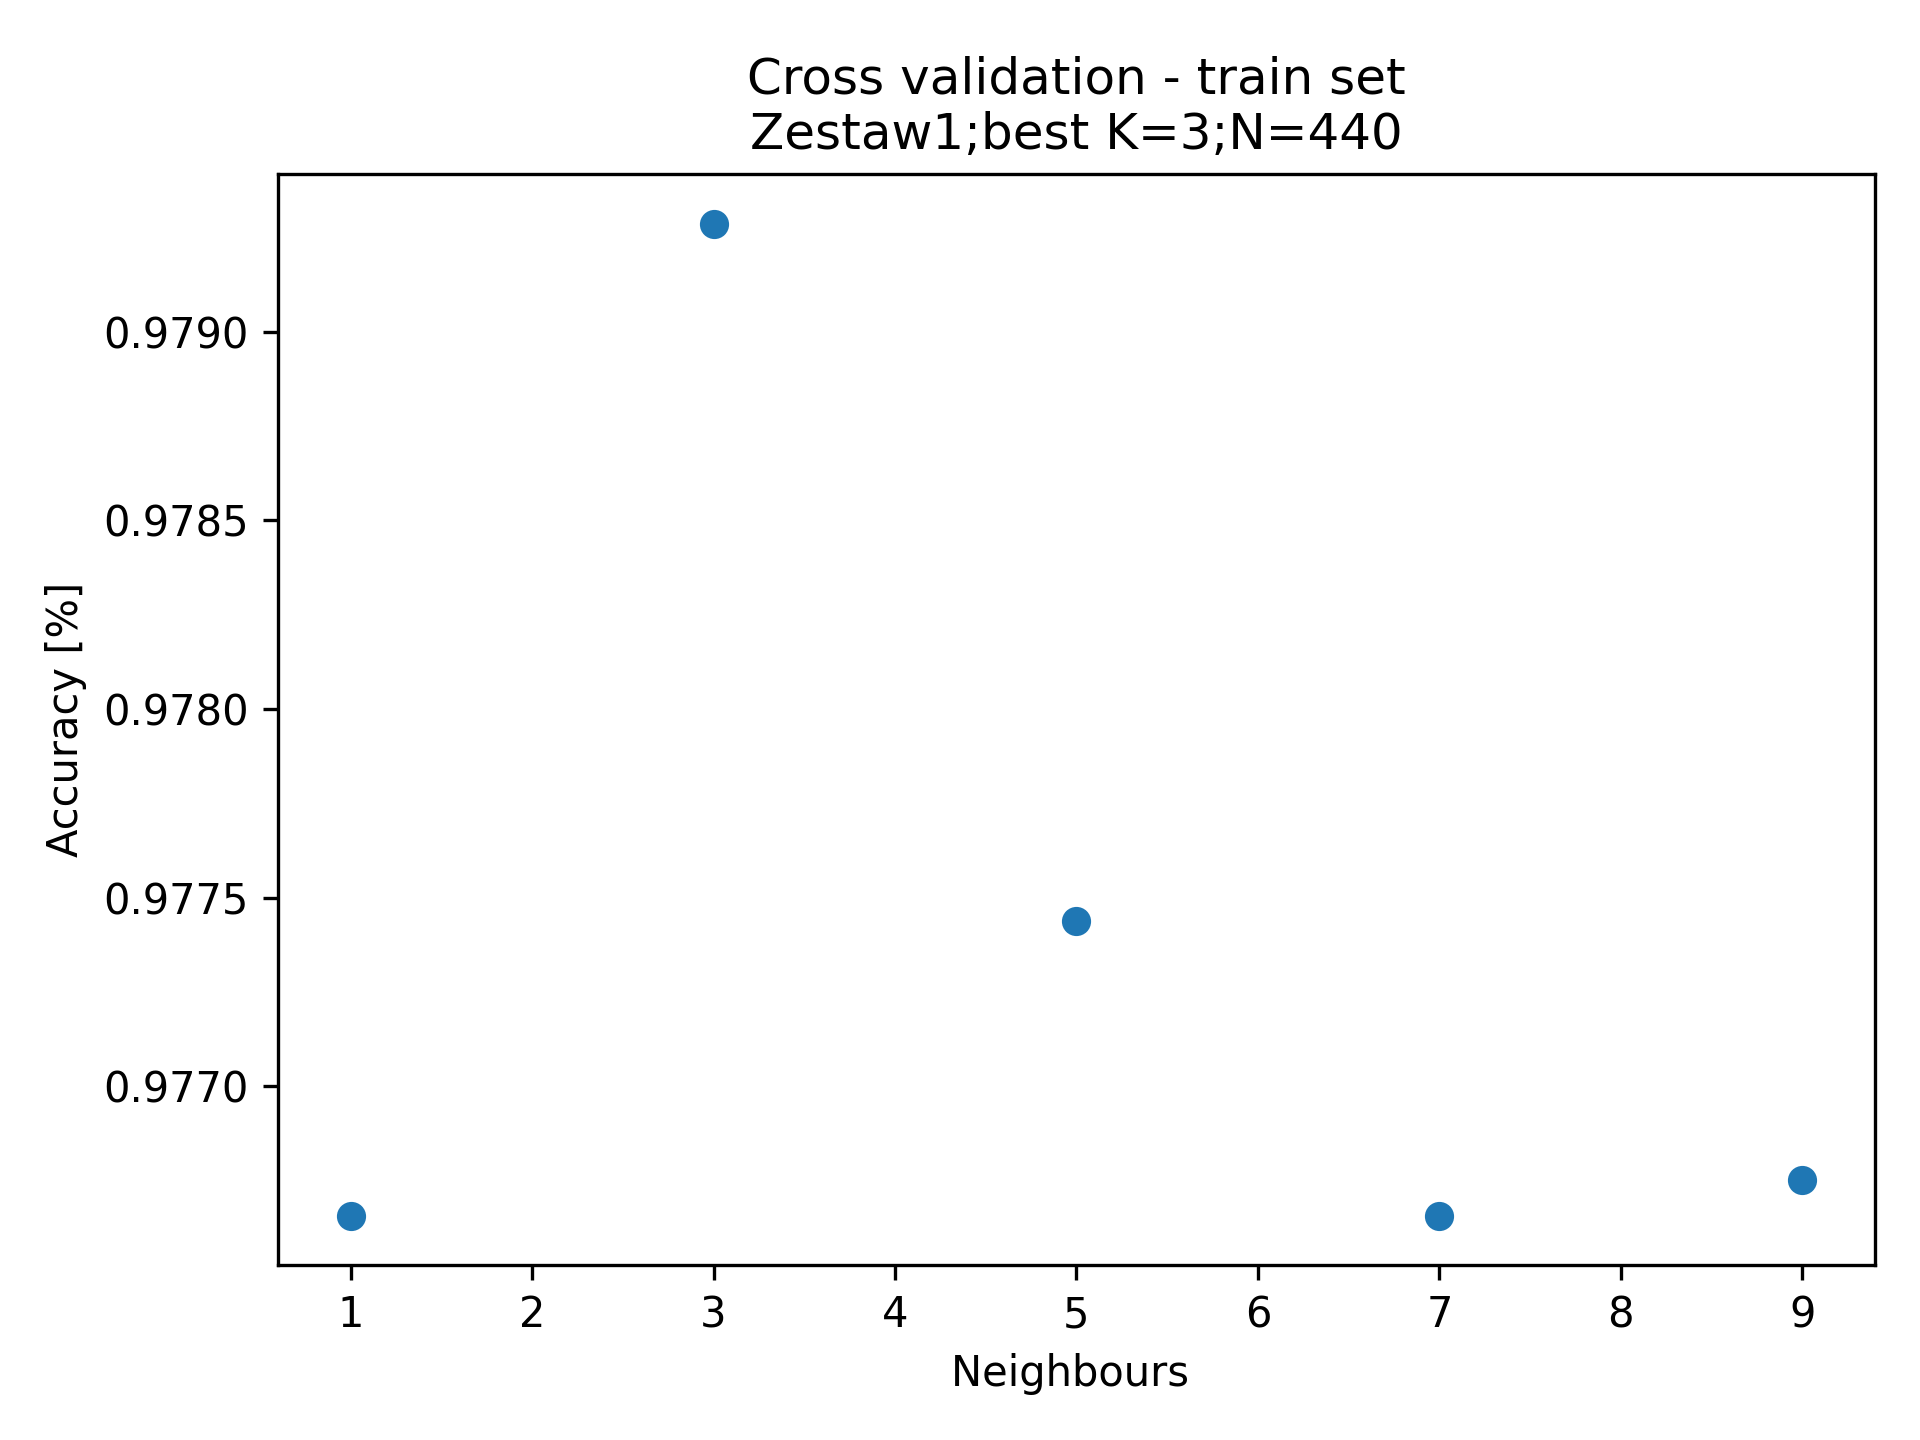 Cross validation - train set
Zestaw1;best K=3;N=440
0.9790
0.9785
0.9780
0.9775
0.9770
Accuracy [%]
1 2 3 4 5 6 7 8 9
Neighbours